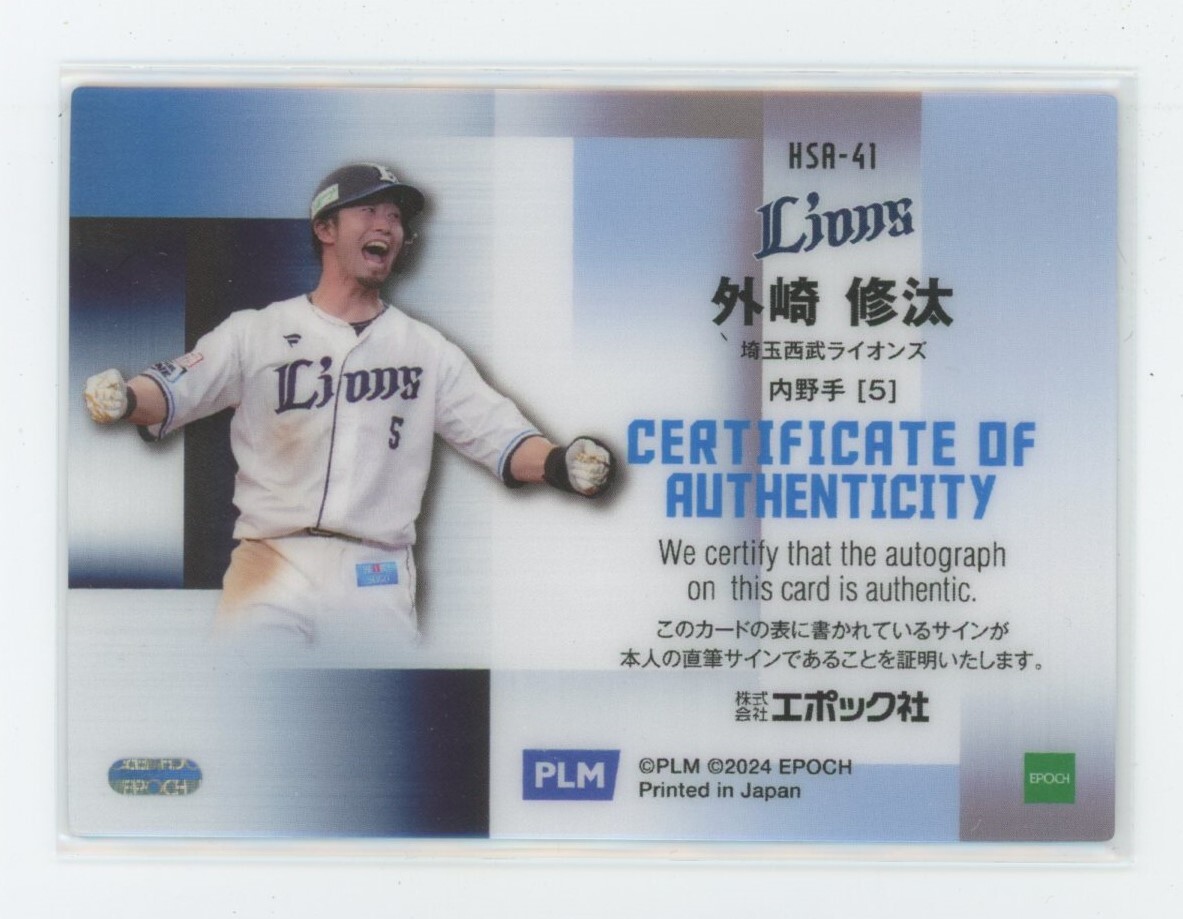 HSA-41
Lions
外崎 修汰
埼玉西武ライオンズ
内野手 [5]
CERTIFICATE OF
AUTHENTICITY
We certify that the autograph
on this card is authentic.
このカードの表に書かれているサインが
本人の直筆サインであることを証明いたします。
株式会社エポック社
PLM
©PLM ©2024 EPOCH
Printed in Japan
EPOCH
Lions
5
EPOCH